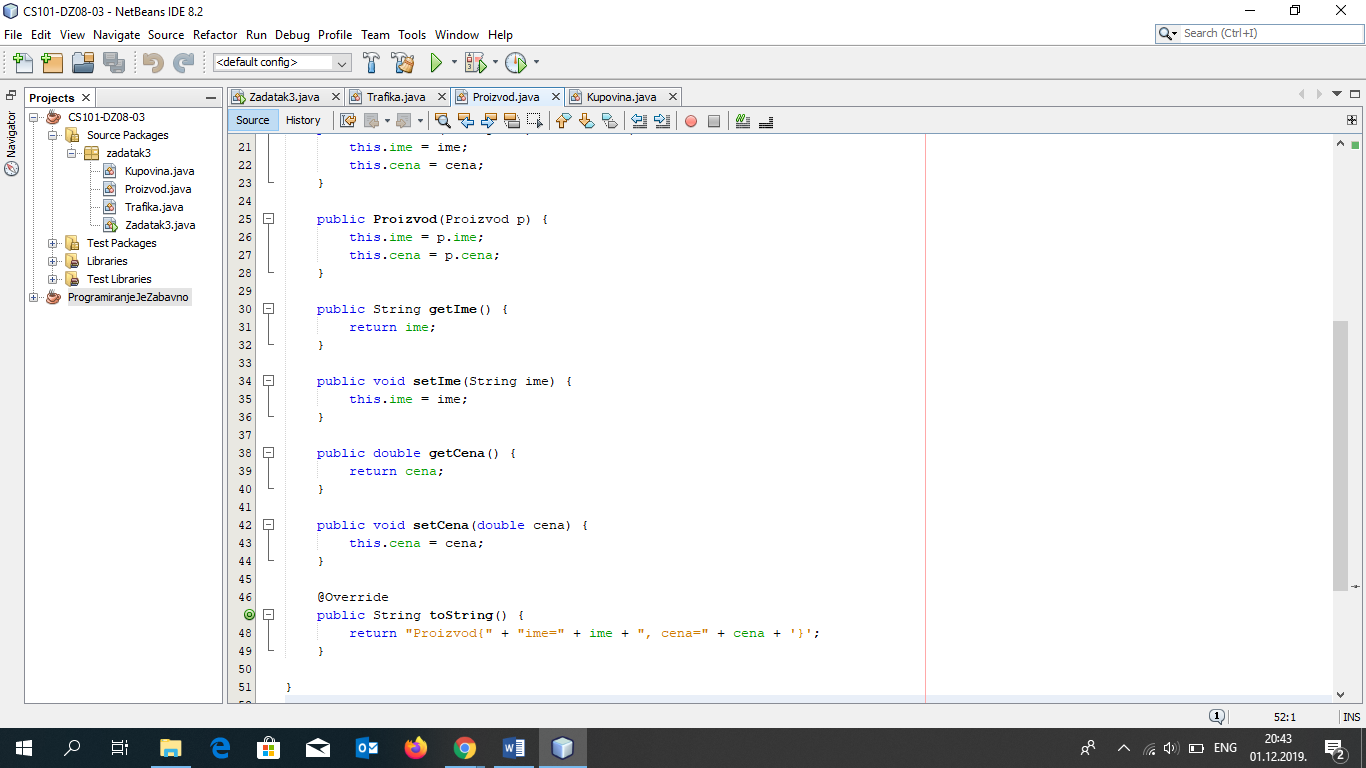 CS101-DZ08-03 - NetBeans IDE 8.2
File Edit View Navigate Source Refactor Run Debug Profile Team Tools Window Help
Search (Ctrl+I)
<default config>
Projects
Navigator
CS101-DZ08-03
Source Packages
zadatak3
Kupovina.java
Proizvod.java
Trafika.java
Zadatak3.java
Test Packages
Libraries
Test Libraries
ProgramiranjeJeZabavno
Zadatak3.java Trafika.java Proizvod.java Kupovina.java
Source History
21 this.ime = ime;
22 this.cena = cena;
23 }
24
25 public Proizvod(Proizvod p) {
26 this.ime = p.ime;
27 this.cena = p.cena;
28 }
29
30 public String getIme() {
31 return ime;
32 }
33
34 public void setIme(String ime) {
35 this.ime = ime;
36 }
37
38 public double getCena() {
39 return cena;
40 }
41
42 public void setCena(double cena) {
43 this.cena = cena;
44 }
45
46 @Override
public String toString() {
48 return "Proizvod{" + "ime=" + ime + ", cena=" + cena + '}';
49 }
50
51 }
1 52:1 INS
ENG
20:43
01.12.2019.
2